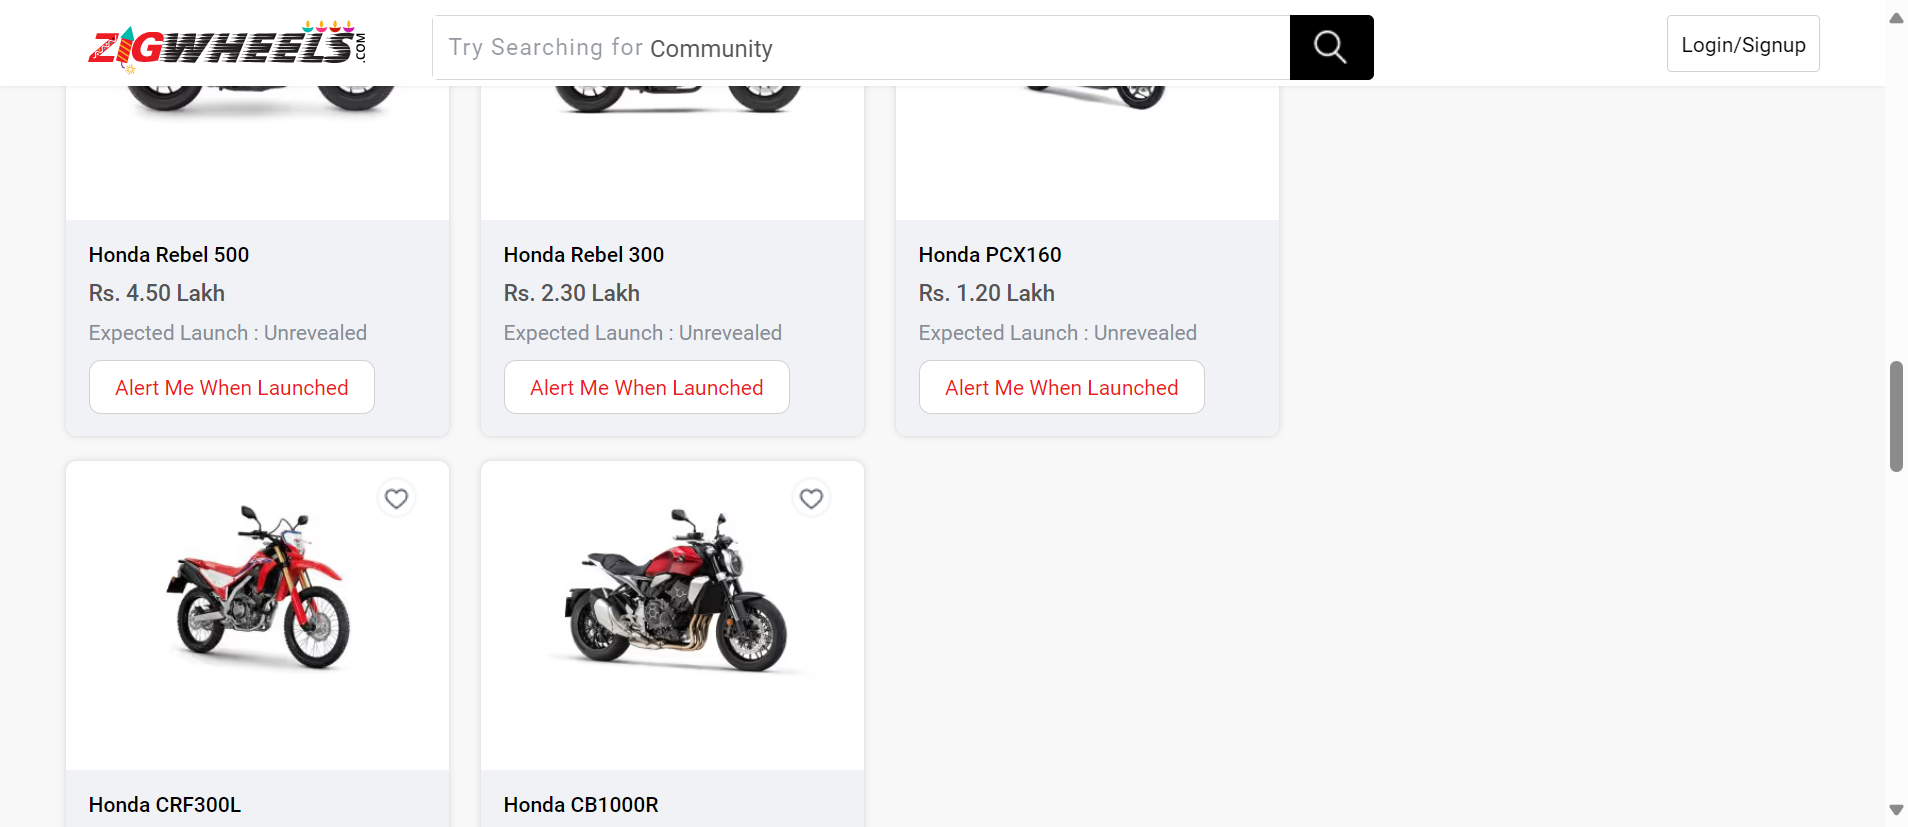 ZIGWHEELS.COM
Try Searching for Community
Login/Signup
Honda Rebel 500
Rs. 4.50 Lakh
Expected Launch : Unrevealed
Alert Me When Launched
Honda Rebel 300
Rs. 2.30 Lakh
Expected Launch : Unrevealed
Alert Me When Launched
Honda PCX160
Rs. 1.20 Lakh
Expected Launch : Unrevealed
Alert Me When Launched
Honda CRF300L
Honda CB1000R